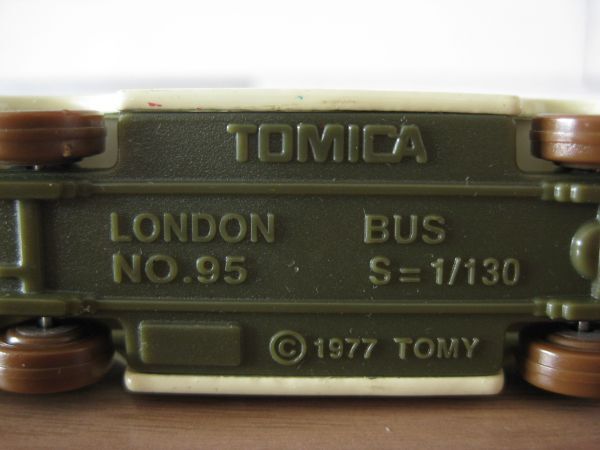 TOMICA
LONDON BUS
NO.95 S=1/130
© 1977 TOMY